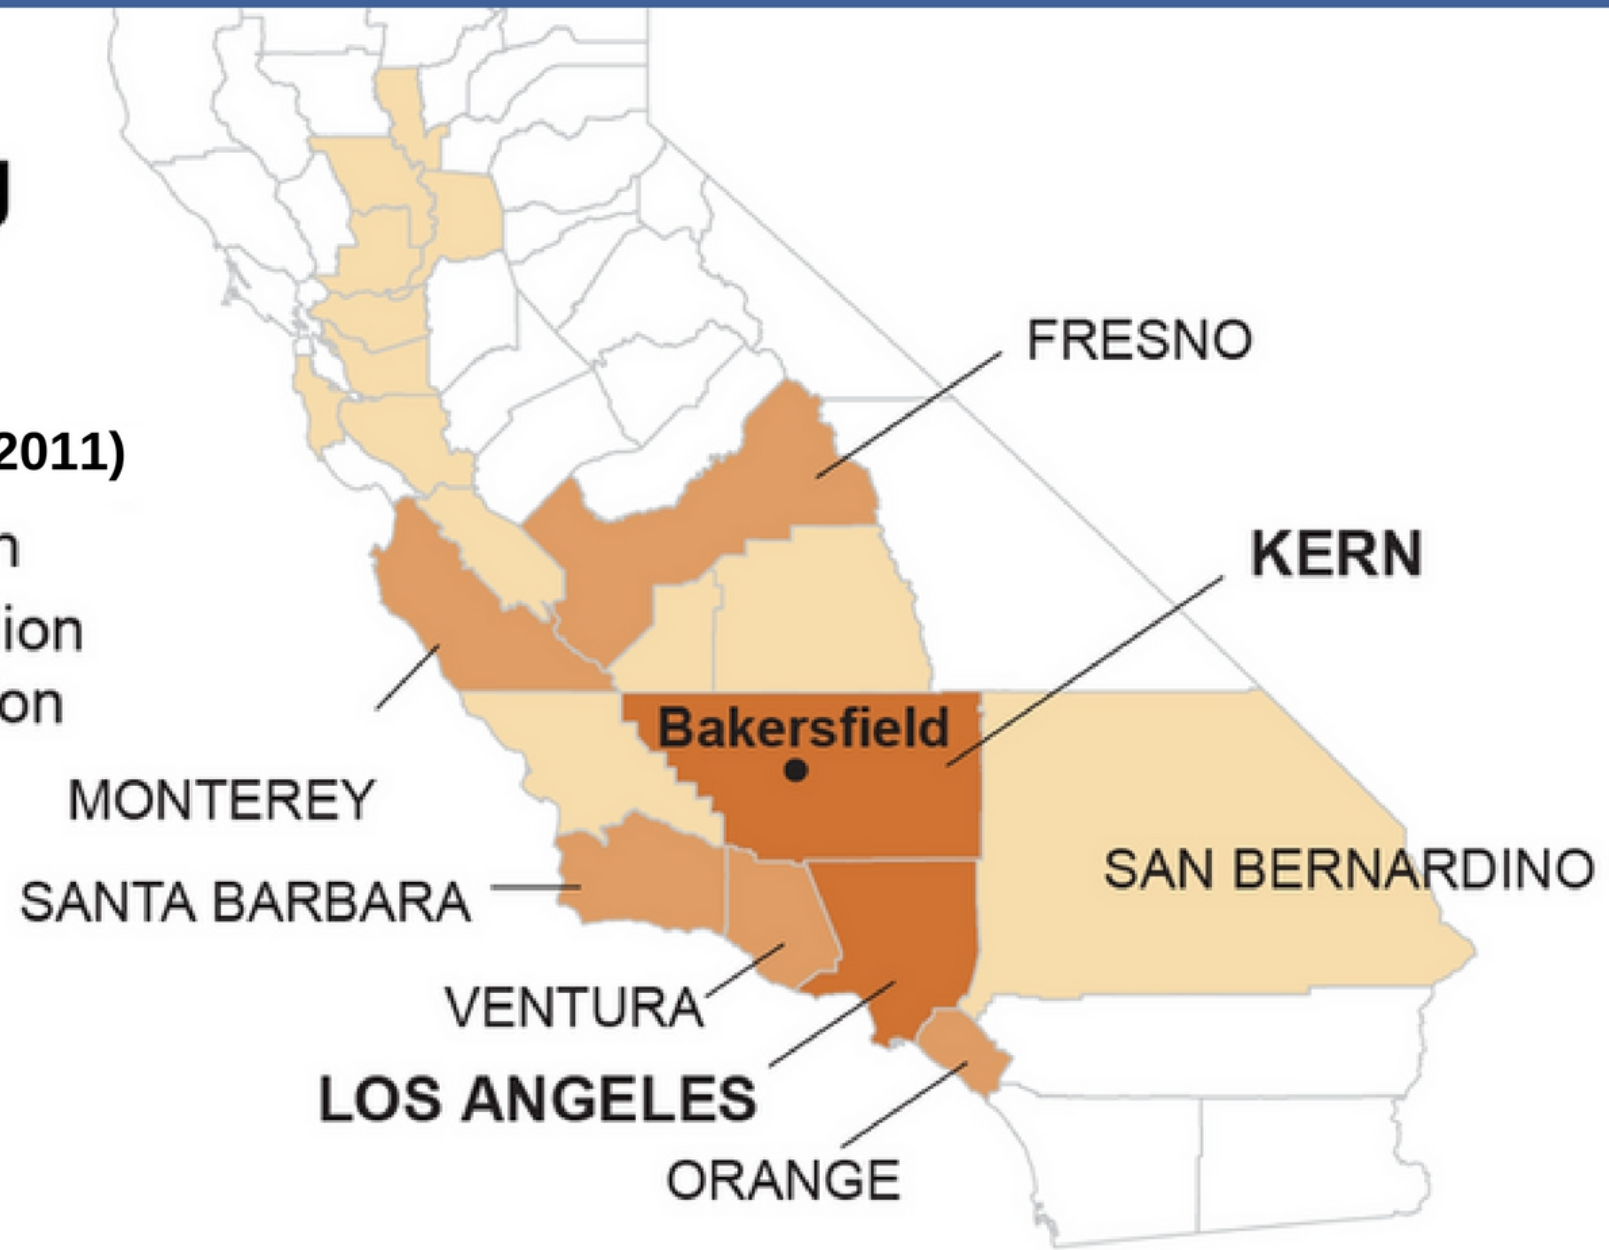 2011)
ion
on
FRESNO
KERN
Bakersfield
MONTEREY
SAN BERNARDINO
SANTA BARBARA
VENTURA
LOS ANGELES
ORANGE